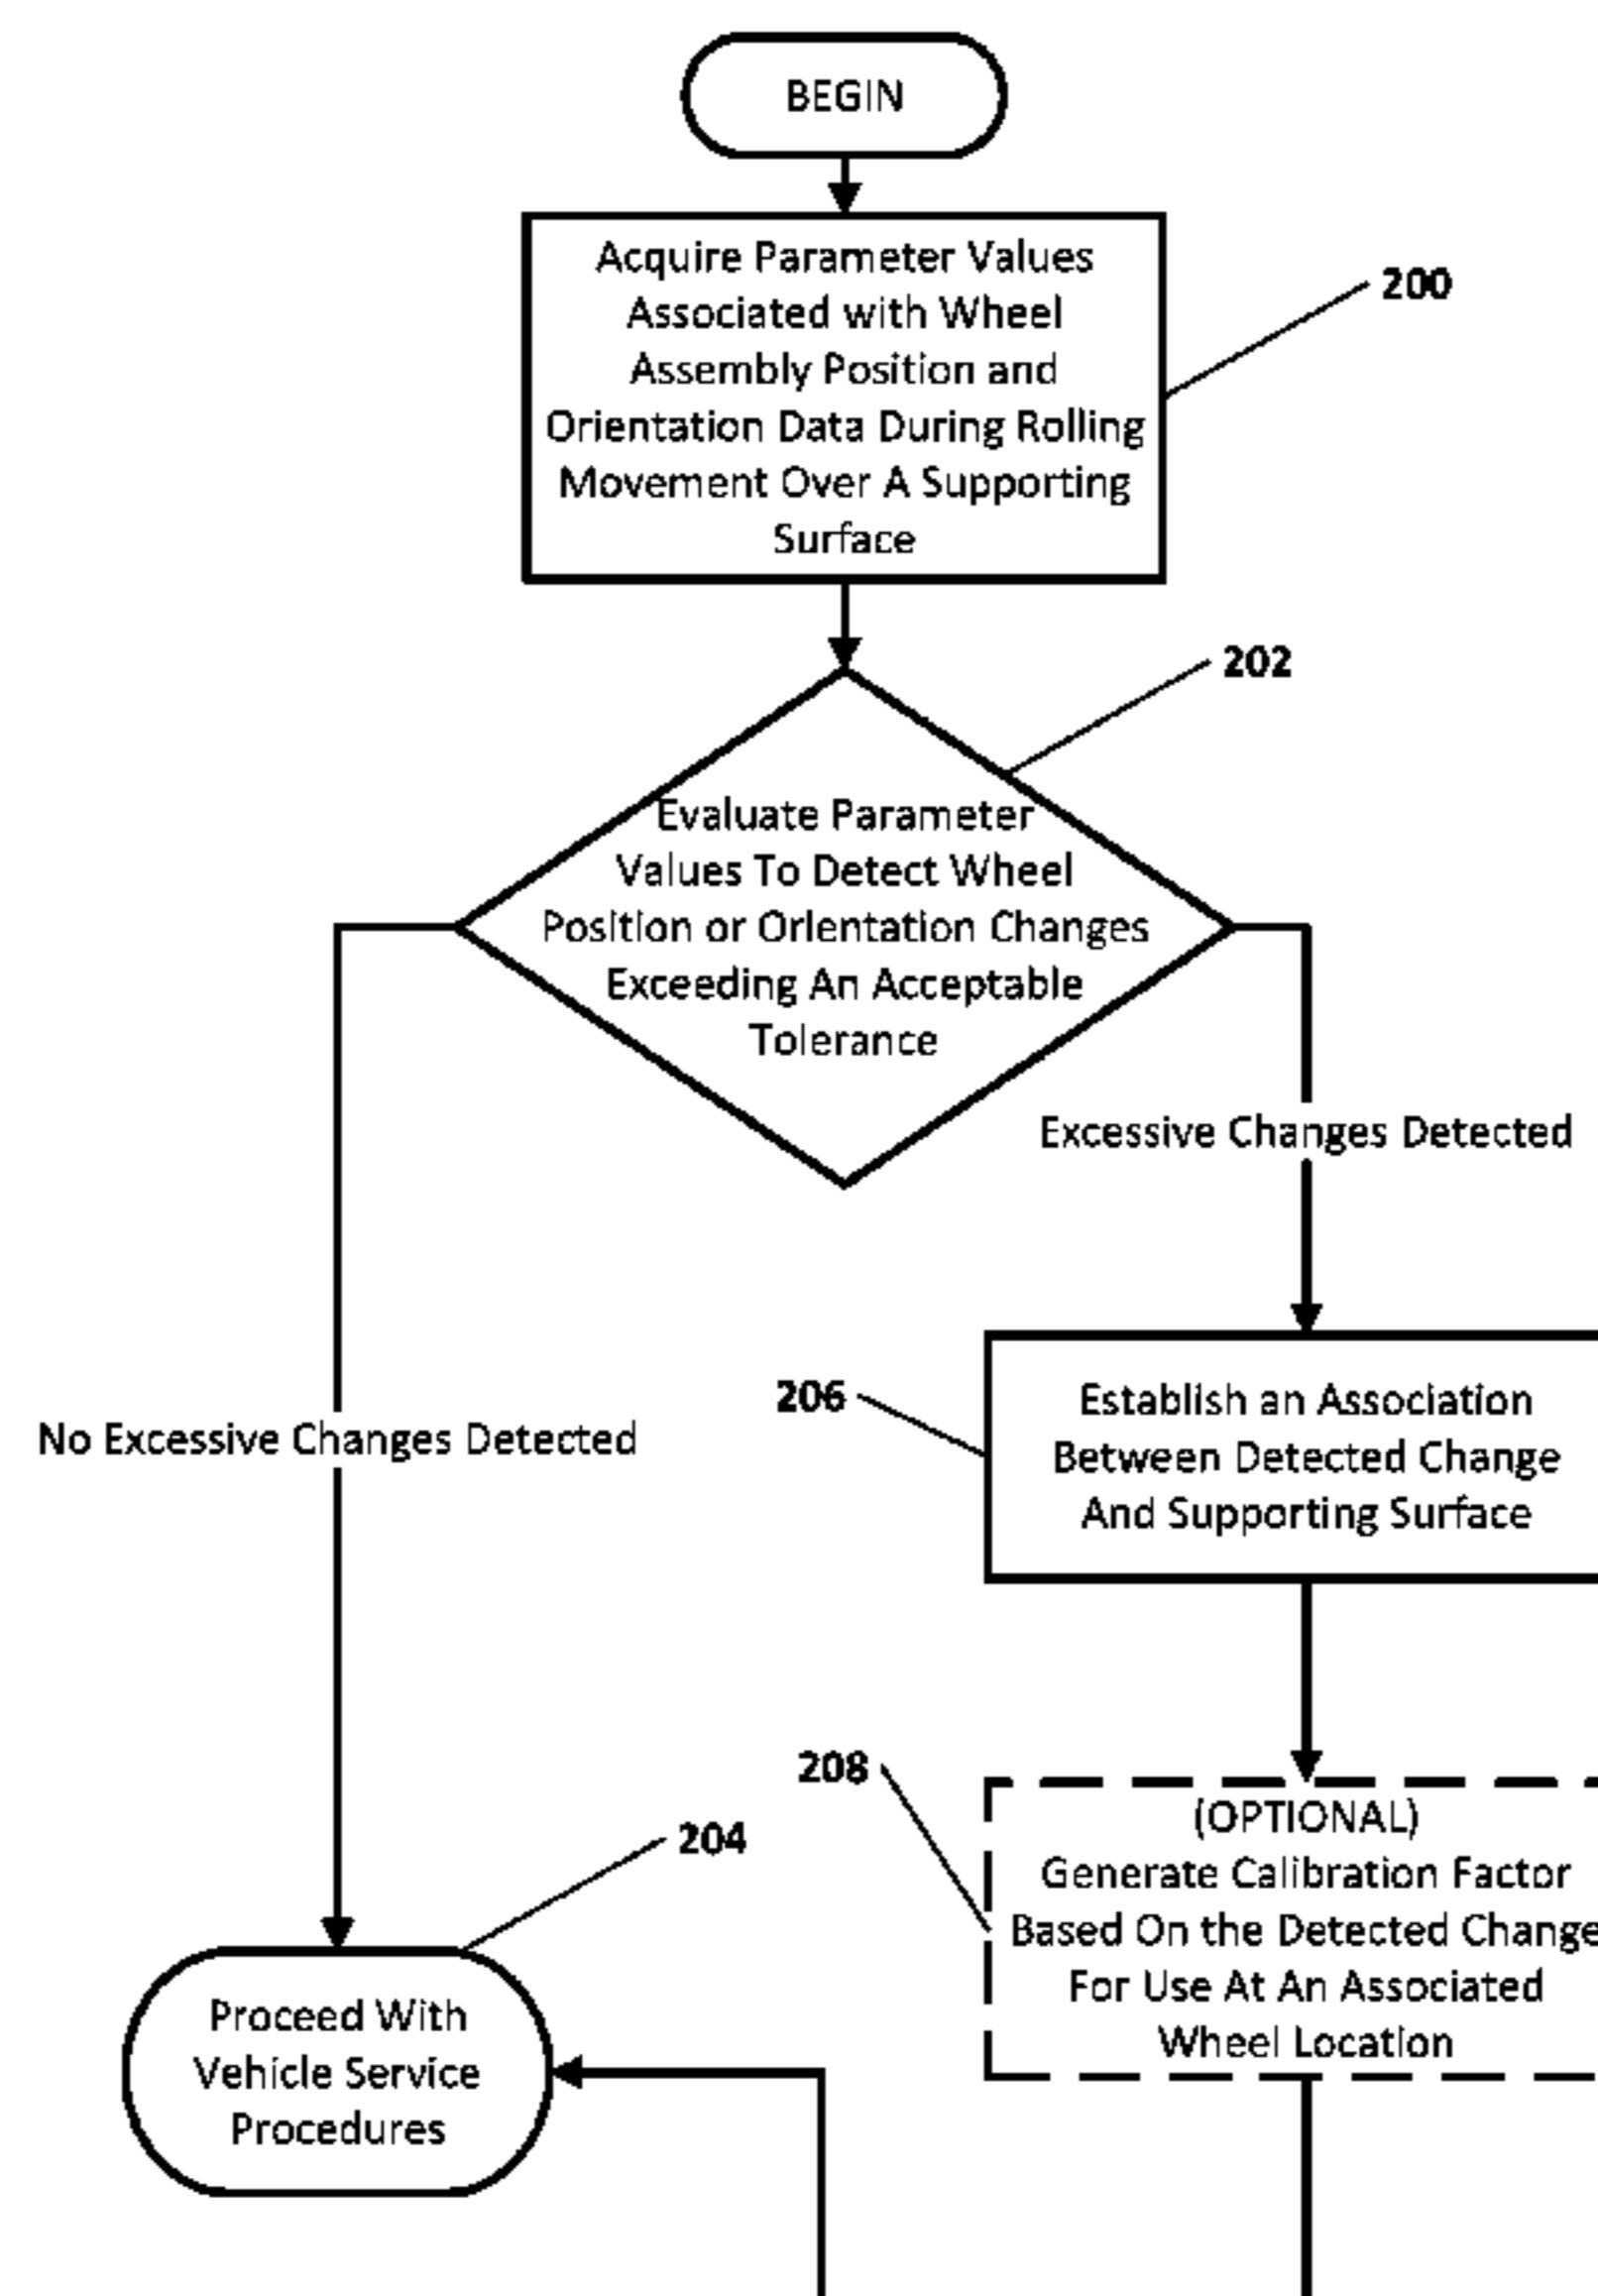 BEGIN
Acquire Parameter Values
Associated with Wheel
Assembly Position and
Orientation Data During Rolling
Movement Over A Supporting
Surface
200
202
Evaluate Parameter
Values To Detect Wheel
Position or Orientation Changes
Exceeding An Acceptable
Tolerance
Excessive Changes Detected
No Excessive Changes Detected
206
Establish an Association
Between Detected Change
And Supporting Surface
208
(OPTIONAL)
Generate Calibration Factor
Based On the Detected Change
For Use At An Associated
Wheel Location
204
Proceed With
Vehicle Service
Procedures